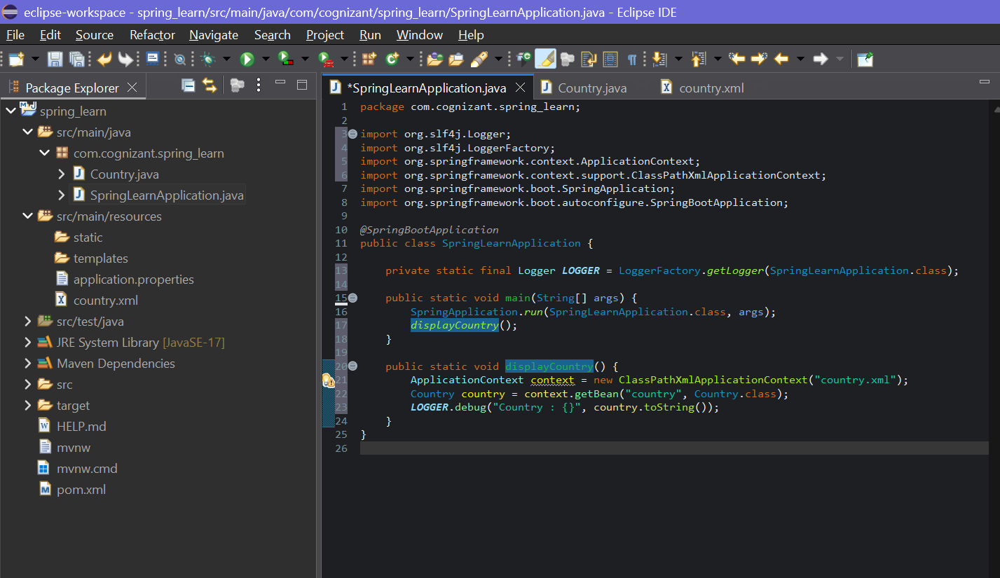 eclipse-workspace - spring_learn/src/main/java/com/cognizant/spring_learn/SpringLearnApplication.java - Eclipse IDE
File Edit Source Refactor Navigate Search Project Run Window Help
Package Explorer
spring_learn
src/main/java
com.cognizant.spring_learn
Country.java
SpringLearnApplication.java
src/main/resources
static
templates
application.properties
country.xml
src/test/java
JRE System Library [JavaSE-17]
Maven Dependencies
src
target
HELP.md
mvnw
mvnw.cmd
pom.xml
*SpringLearnApplication.java Country.java country.xml
1 package com.cognizant.spring_learn;
2
3 import org.slf4j.Logger;
4 import org.slf4j.LoggerFactory;
5 import org.springframework.context.ApplicationContext;
6 import org.springframework.context.support.ClassPathXmlApplicationContext;
7 import org.springframework.boot.SpringApplication;
8 import org.springframework.boot.autoconfigure.SpringBootApplication;
9
10 @SpringBootApplication
11 public class SpringLearnApplication {
12
13 private static final Logger LOGGER = LoggerFactory.getLogger(SpringLearnApplication.class);
14
15 public static void main(String[] args) {
16 SpringApplication.run(SpringLearnApplication.class, args);
17 displayCountry();
18 }
19
20 public static void displayCountry() {
21 ApplicationContext context = new ClassPathXmlApplicationContext("country.xml");
22 Country country = context.getBean("country", Country.class);
23 LOGGER.debug("Country : {}", country.toString());
24 }
25 }
26